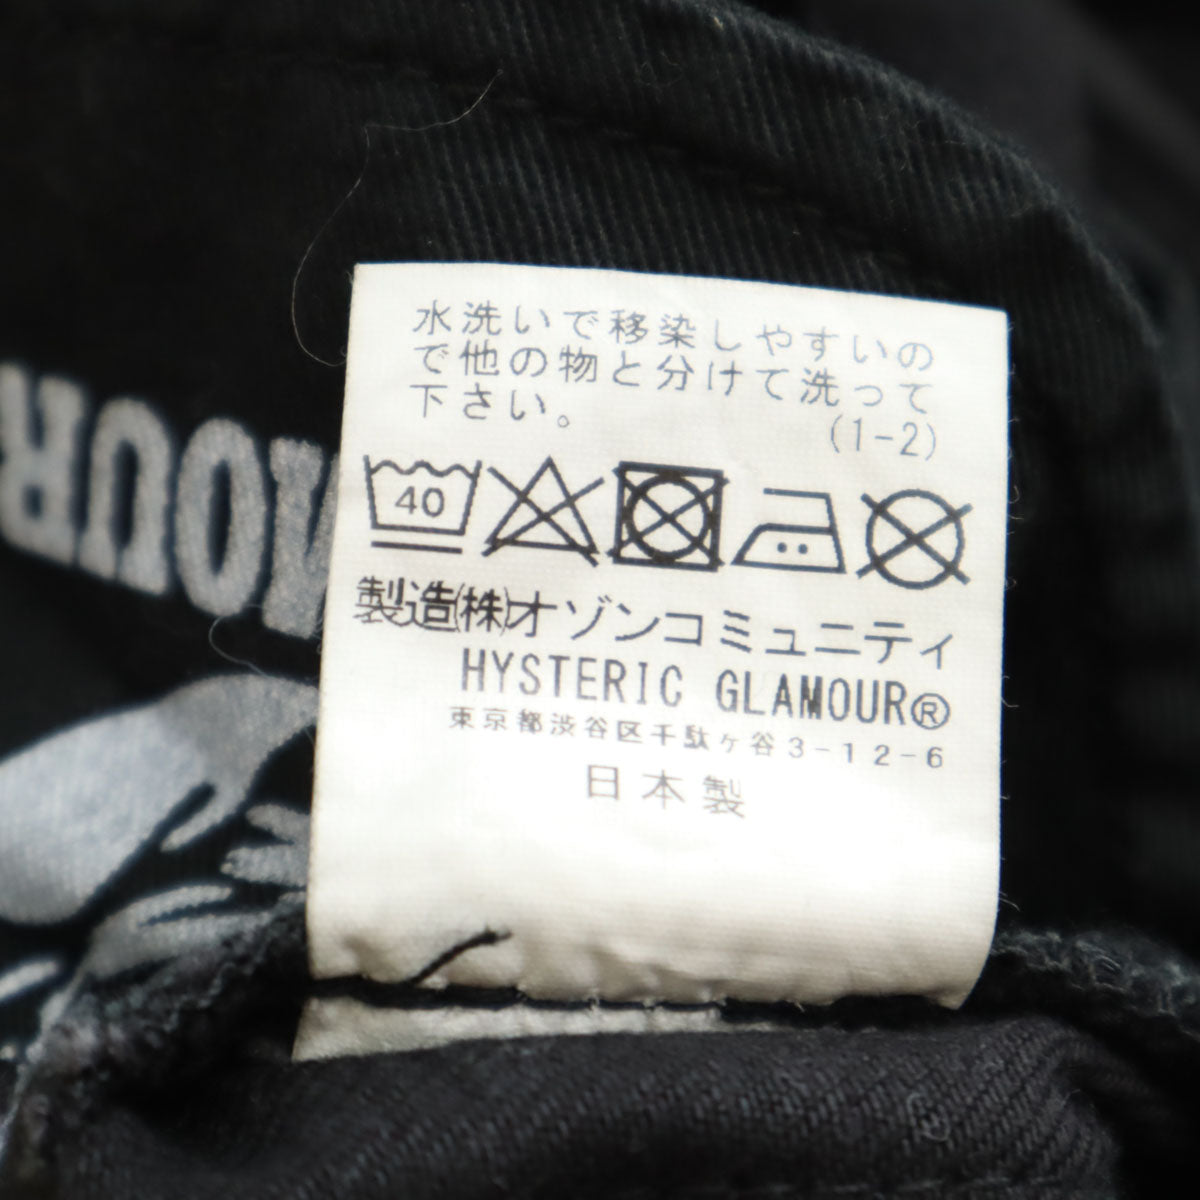 水洗いで移染しやすいの
で他の物と分けて洗って
下さい。
(1-2)
40
製造㈱オゾンコミュニティ
HYSTERIC GLAMOUR®
東京都渋谷区千駄ヶ谷3-12-6
日本製
MOUR